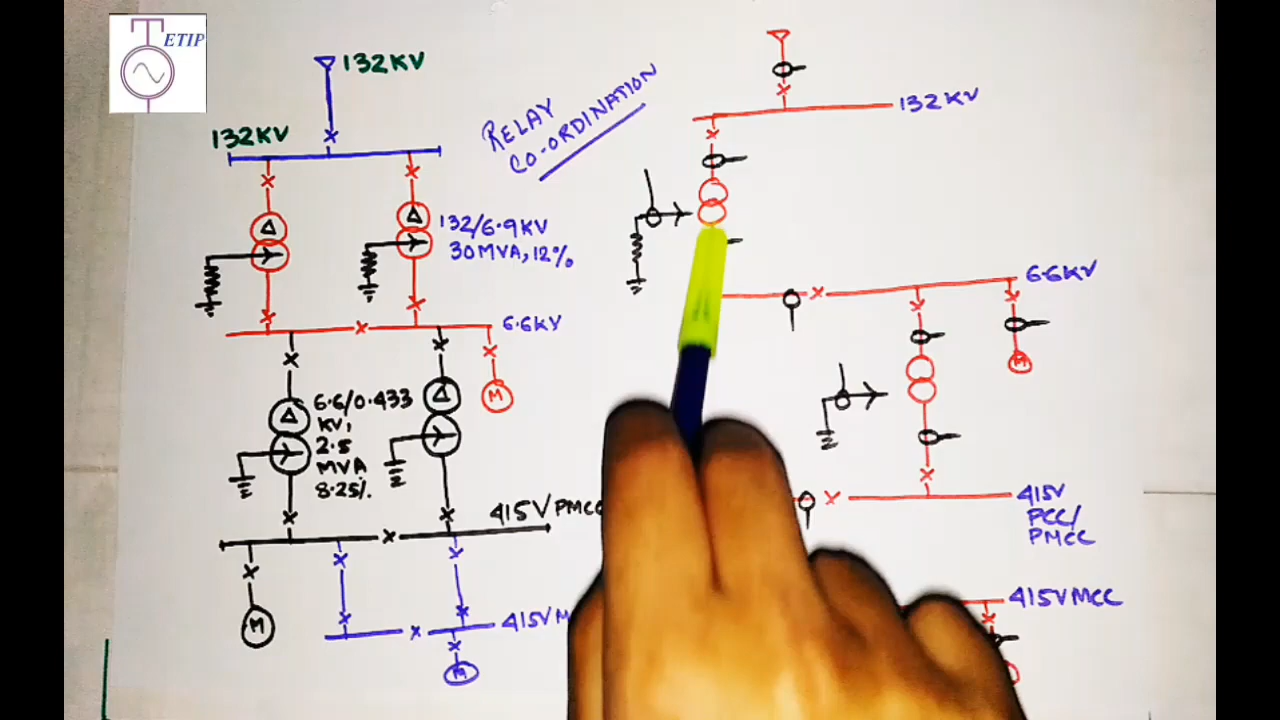 ETIP
132KV
132KV
RELAY
CO-ORDINATION
132/6.9KV
30MVA, 12%
6.6KV
M
6.6/0.433
KV,
2.5
MVA
8.25%
415V PMCC
M
415V M
M
132KV
6.6KV
M
415V
PCC/
PMCC
415V MCC